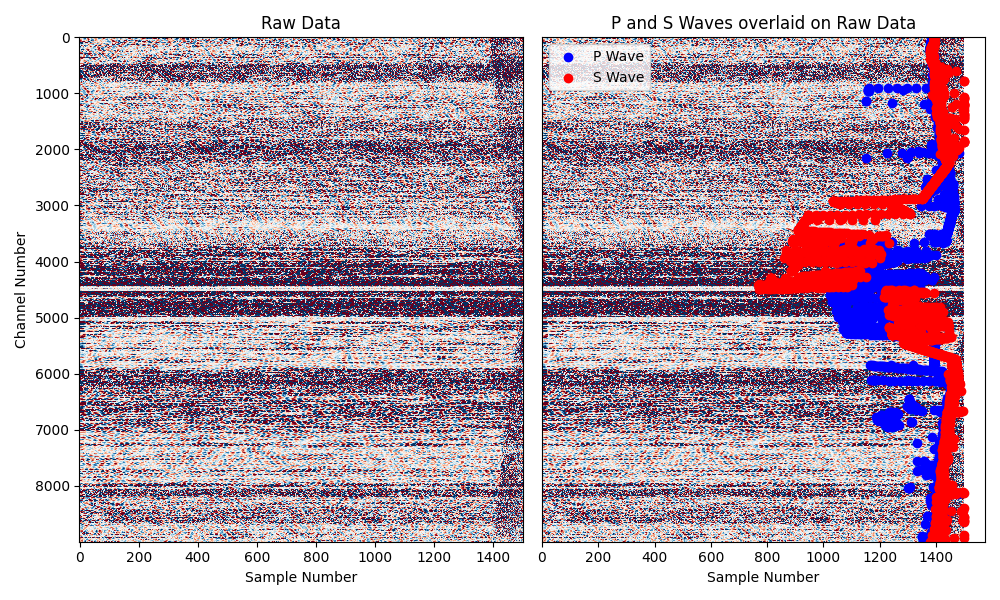 Raw Data
P and S Waves overlaid on Raw Data
P Wave
S Wave
Channel Number
0
1000
2000
3000
4000
5000
6000
7000
8000
0 200 400 600 800 1000 1200 1400
Sample Number
0 200 400 600 800 1000 1200 1400
Sample Number